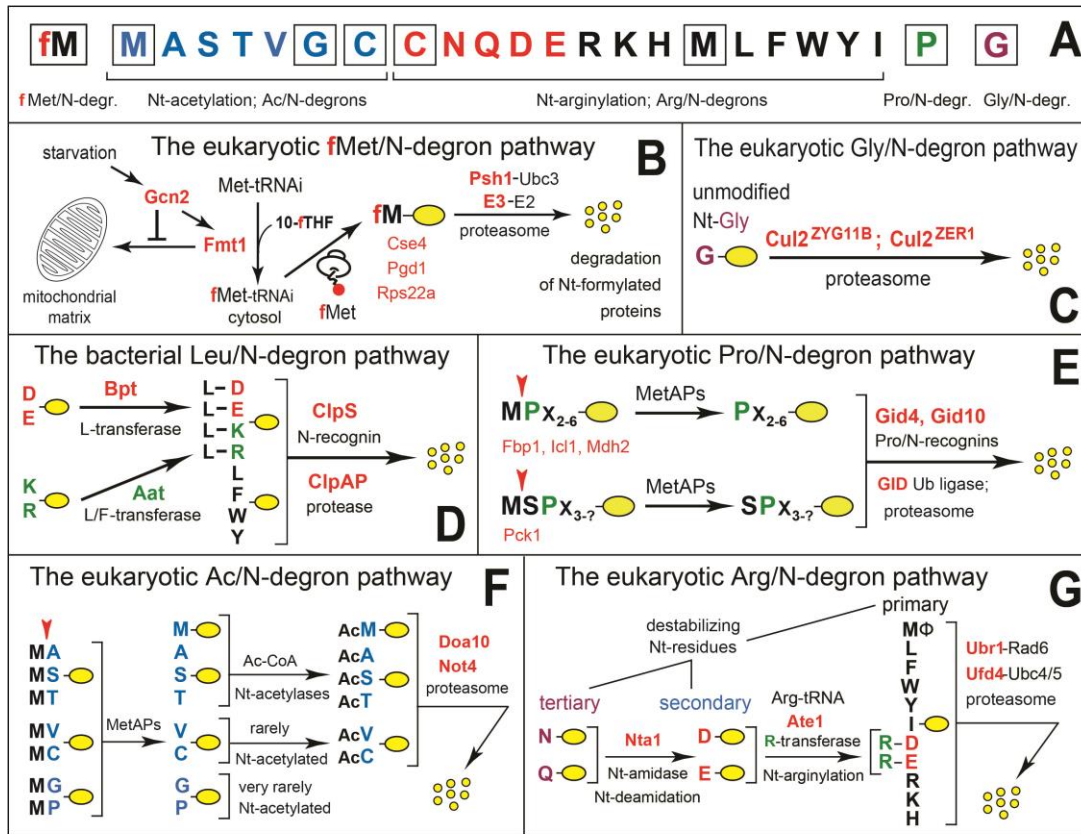 fM M A S T V G C C N Q D E R K H M L F W Y I P G A
fMet/N-degr. Nt-acetylation; Ac/N-degrons Nt-arginylation; Arg/N-degrons Pro/N-degr. Gly/N-degr.
The eukaryotic fMet/N-degron pathway
B
starvation
Gcn2
Fmt1
mitochondrial
matrix
Met-tRNAi
10-fTHF
fMet-tRNAi
cytosol
fMet
fM
Cse4
Pgd1
Rps22a
Psh1-Ubc3
E3-E2
proteasome
degradation
of Nt-formylated
proteins
The eukaryotic Gly/N-degron pathway
unmodified
Nt-Gly
G
Cul2ZYG11B; Cul2ZER1
proteasome
C
The bacterial Leu/N-degron pathway
D
E
Bpt
L-transferase
K
R
Aat
L/F-transferase
L-D
L-E
L-K
L-R
L
F
W
Y
ClpS
N-recognin
ClpAP
protease
D
The eukaryotic Pro/N-degron pathway
E
MPX2-6
MetAPs
PX2-6
Fbp1, Icl1, Mdh2
MSPX3-?
MetAPs
SPX3-?
Pck1
Gid4, Gid10
Pro/N-recognins
GID Ub ligase;
proteasome
The eukaryotic Ac/N-degron pathway
F
MA
MS
MT
MV
MC
MG
MP
MetAPs
M
A
S
T
V
C
G
P
Ac-CoA
Nt-acetylases
rarely
Nt-acetylated
very rarely
Nt-acetylated
AcM
AcA
AcS
AcT
AcV
AcC
Doa10
Not4
proteasome
The eukaryotic Arg/N-degron pathway
G
primary
destabilizing
Nt-residues
tertiary
secondary
N
Q
Nta1
Nt-amidase
Nt-deamidation
D
E
Arg-tRNA
Ate1
R-transferase
Nt-arginylation
MΦ
L
F
W
Y
I
R-D
R-E
R
K
H
Ubr1-Rad6
Ufd4-Ubc4/5
proteasome